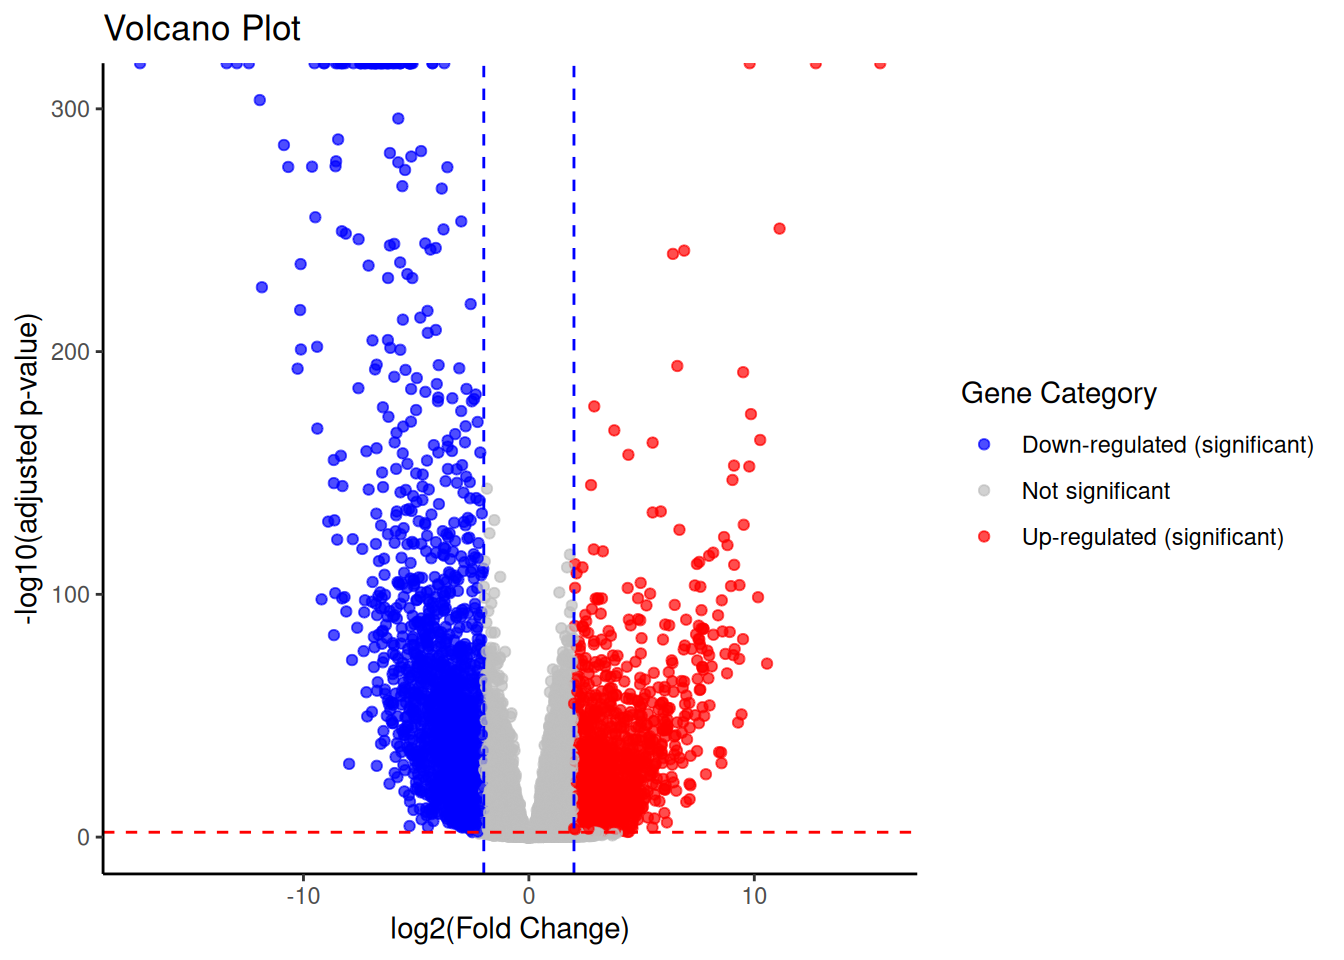 Volcano Plot
300
200
100
0
-log10(adjusted p-value)
-10
0
10
log2(Fold Change)
Gene Category
Down-regulated (significant)
Not significant
Up-regulated (significant)